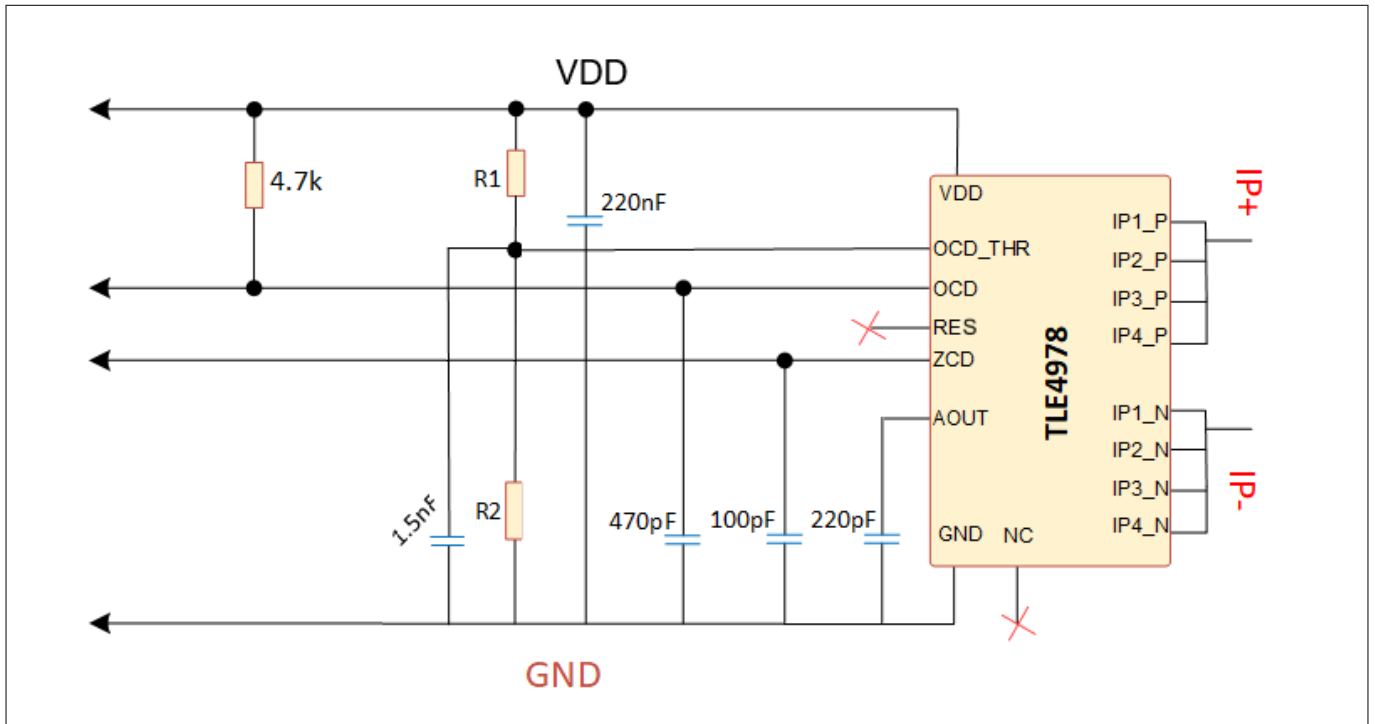 VDD
4.7k
R1
220nF
VDD
OCD_THR
OCD
RES
ZCD
AOUT
GND
NC
TLE4978
IP1_P
IP2_P
IP3_P
IP4_P
IP1_N
IP2_N
IP3_N
IP4_N
IP+
IP-
1.5nF
R2
470pF
100pF
220pF
GND